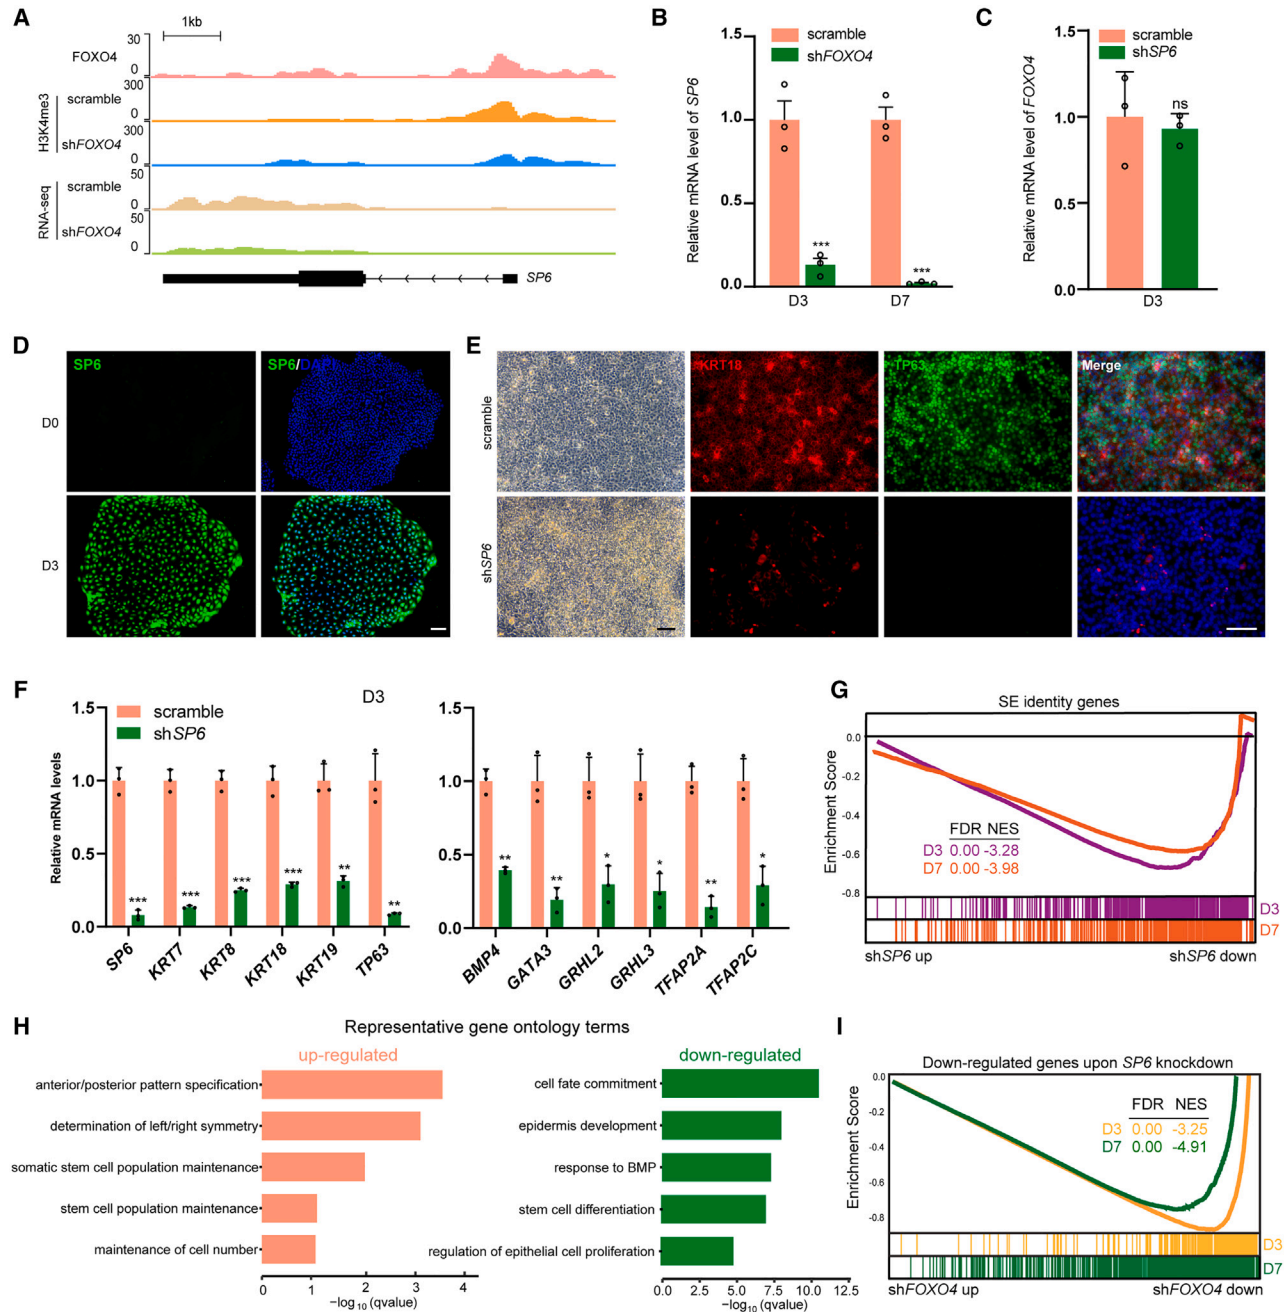 A
1kb
30
FOXO4
0
300
scramble
0
H3K4me3
300
shFOXO4
0
50
scramble
0
RNA-seq
50
shFOXO4
0
SP6
B
scramble
shFOXO4
Relative mRNA level of SP6
1.5
1.0
0.5
0.0
***
***
D3
D7
C
scramble
shSP6
Relative mRNA level of FOXO4
1.5
1.0
0.5
0.0
ns
D3
D
SP6
SP6/DAPI
D0
D3
E
KRT18
TP63
Merge
scramble
shSP6
F
D3
scramble
shSP6
Relative mRNA levels
1.5
1.0
0.5
0.0
***
***
***
***
**
**
SP6
KRT7
KRT8
KRT18
KRT19
TP63
1.5
1.0
0.5
0.0
**
**
*
*
**
*
BMP4
GATA3
GRHL2
GRHL3
TFAP2A
TFAP2C
G
SE identity genes
Enrichment Score
0.0
-0.2
-0.4
-0.6
-0.8
FDR NES
D3 0.00 -3.28
D7 0.00 -3.98
D3
D7
shSP6 up
shSP6 down
H
Representative gene ontology terms
up-regulated
anterior/posterior pattern specification
determination of left/right symmetry
somatic stem cell population maintenance
stem cell population maintenance
maintenance of cell number
0 1 2 3 4
−log10 (qvalue)
down-regulated
cell fate commitment
epidermis development
response to BMP
stem cell differentiation
regulation of epithelial cell proliferation
0.0 2.5 5.0 7.5 10.0 12.5
−log10 (qvalue)
I
Down-regulated genes upon SP6 knockdown
Enrichment Score
0.0
-0.2
-0.4
-0.6
-0.8
FDR NES
D3 0.00 -3.25
D7 0.00 -4.91
D3
D7
shFOXO4 up
shFOXO4 down